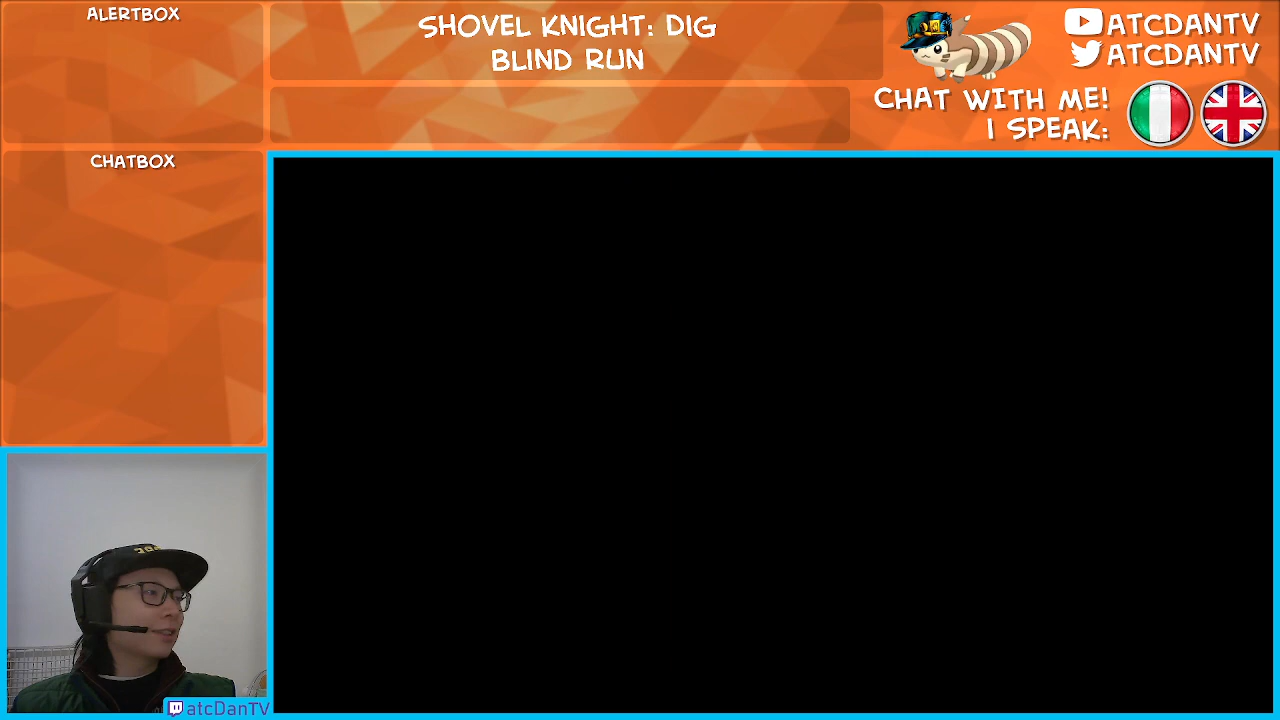 ALERTBOX
SHOVEL KNIGHT: DIG
BLIND RUN
ATCDANTV
ATCDANTV
CHAT WITH ME!
I SPEAK:
CHATBOX
atcDanTV